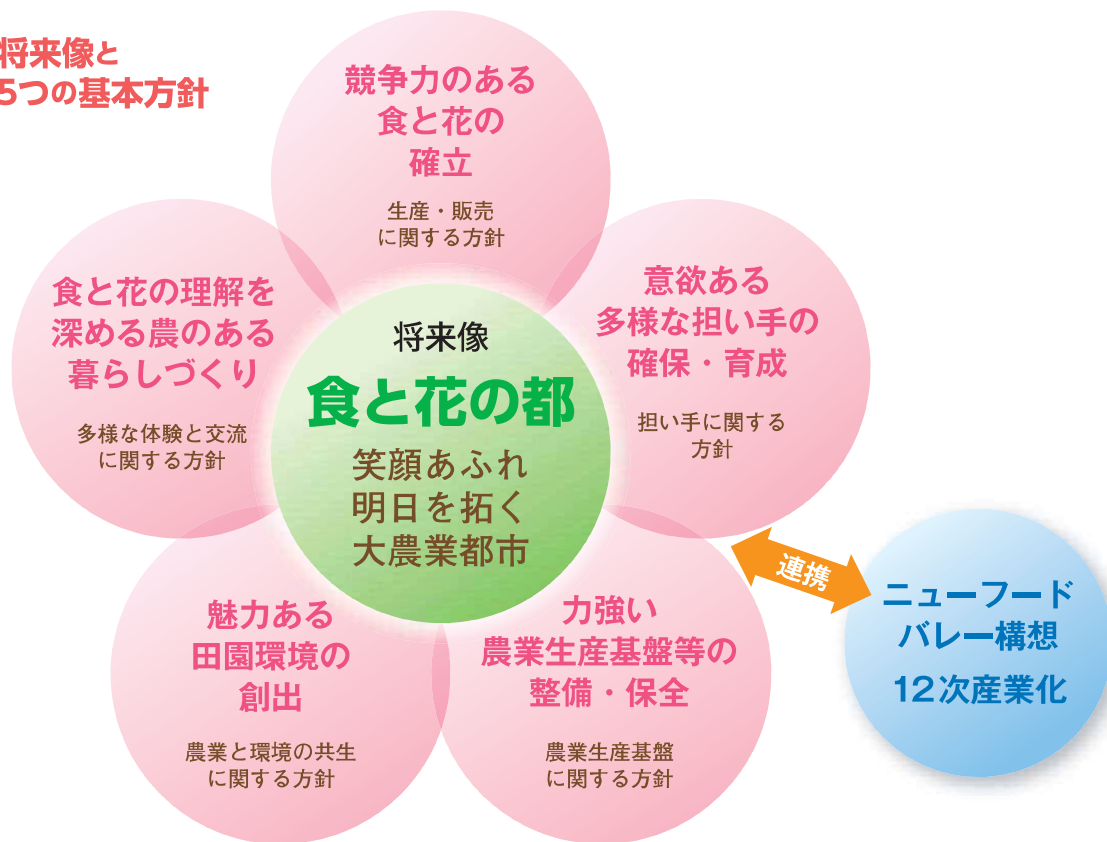 将来像と
5つの基本方針
競争力のある
食と花の
確立
生産・販売
に関する方針
食と花の理解を
深める農のある
暮らしづくり
多様な体験と交流
に関する方針
将来像
食と花の都
笑顔あふれ
明日を拓く
大農業都市
意欲ある
多様な担い手の
確保・育成
担い手に関する
方針
魅力ある
田園環境の
創出
農業と環境の共生
に関する方針
力強い
農業生産基盤等の
整備・保全
農業生産基盤
に関する方針
連携
ニューフード
バレー構想
12次産業化